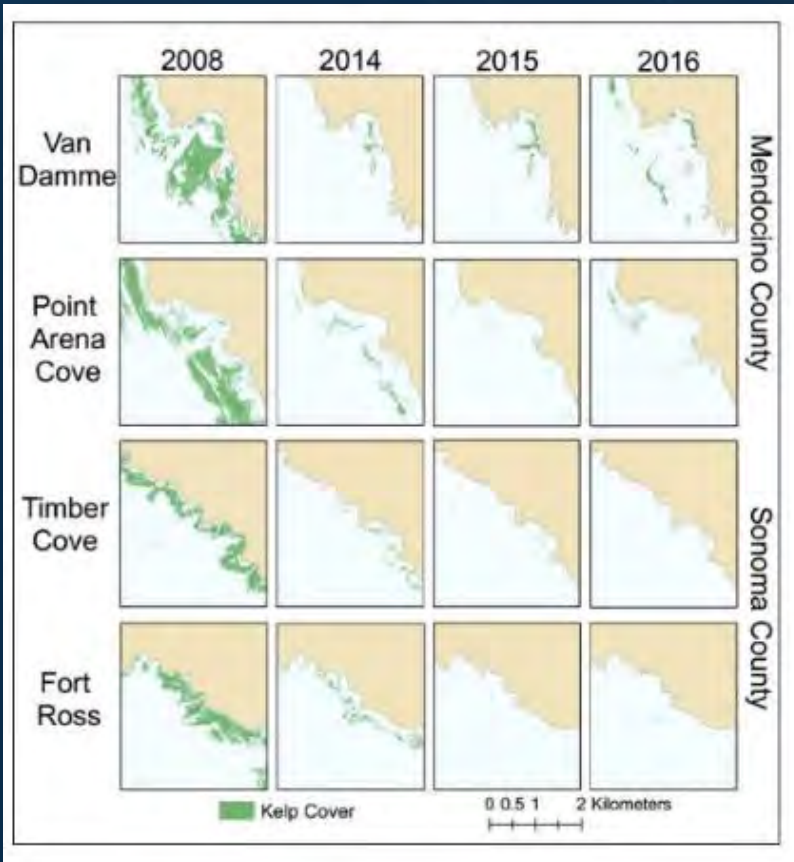 2008 2014 2015 2016
Van
Damme
Point
Arena
Cove
Mendocino County
Timber
Cove
Fort
Ross
Sonoma County
Kelp Cover
0 0.5 1 2 Kilometers